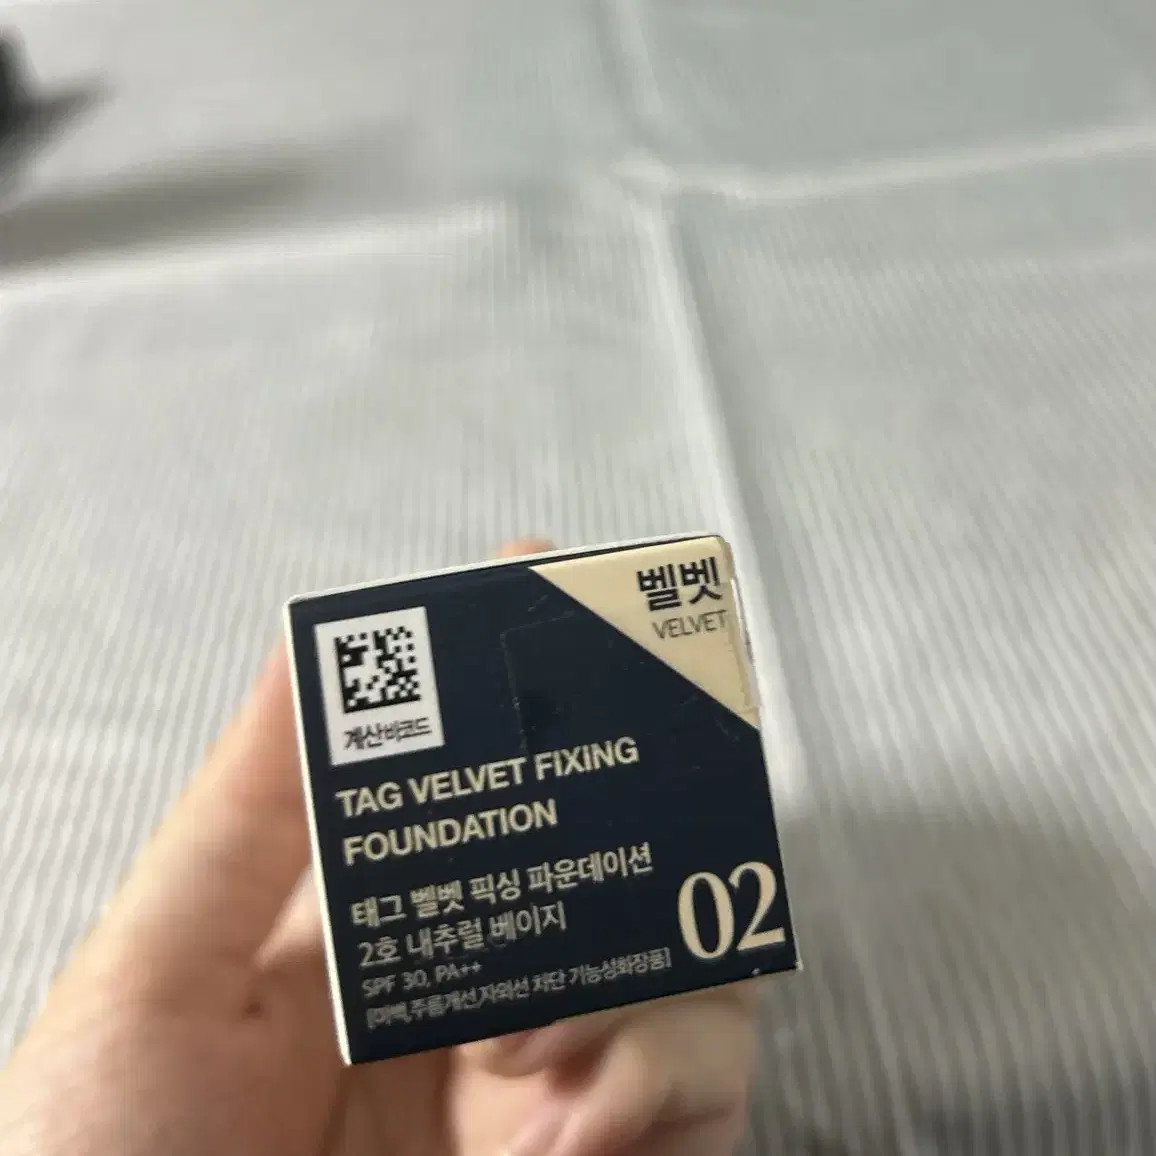 벨벳
VELVET
계산바코드
TAG VELVET FIXING
FOUNDATION
태그 벨벳 픽싱 파운데이션
2호 내추럴 베이지
02
SPF 30, PA++
[미백,주름개선,자외선 차단 기능성화장품]